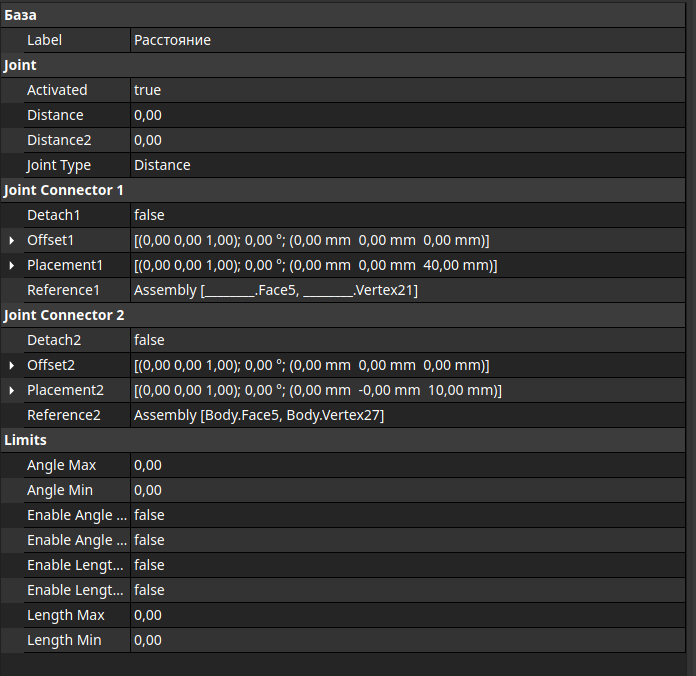 База
Label Расстояние
Joint
Activated true
Distance 0,00
Distance2 0,00
Joint Type Distance
Joint Connector 1
Detach1 false
Offset1 [(0,00 0,00 1,00); 0,00 °; (0,00 mm 0,00 mm 0,00 mm)]
Placement1 [(0,00 0,00 1,00); 0,00 °; (0,00 mm 0,00 mm 40,00 mm)]
Reference1 Assembly [________.Face5, ________.Vertex21]
Joint Connector 2
Detach2 false
Offset2 [(0,00 0,00 1,00); 0,00 °; (0,00 mm 0,00 mm 0,00 mm)]
Placement2 [(0,00 0,00 1,00); 0,00 °; (0,00 mm -0,00 mm 10,00 mm)]
Reference2 Assembly [Body.Face5, Body.Vertex27]
Limits
Angle Max 0,00
Angle Min 0,00
Enable Angle ... false
Enable Angle ... false
Enable Lengt... false
Enable Lengt... false
Length Max 0,00
Length Min 0,00